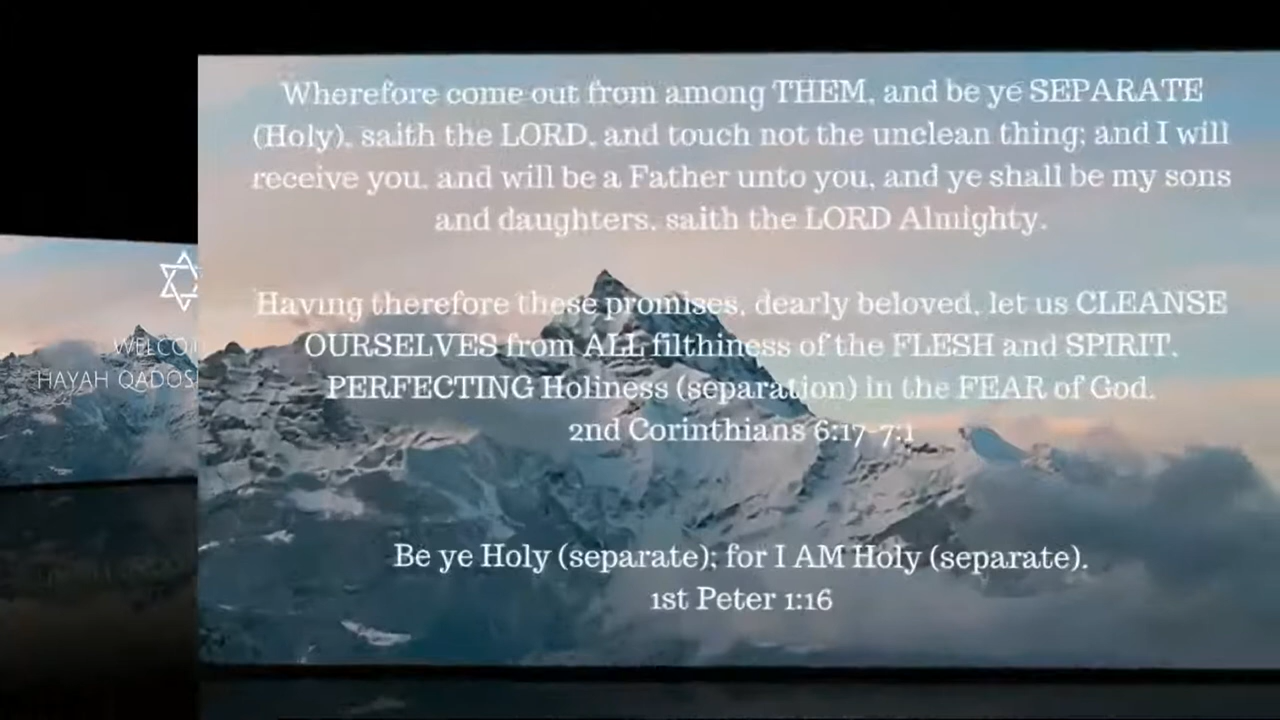 Wherefore come out from among THEM, and be ye SEPARATE
(Holy), saith the LORD, and touch not the unclean thing; and I will
receive you, and will be a Father unto you, and ye shall be my sons
and daughters, saith the LORD Almighty.
Having therefore these promises, dearly beloved, let us CLEANSE
OURSELVES from ALL filthiness of the FLESH and SPIRIT,
PERFECTING Holiness (separation) in the FEAR of God.
2nd Corinthians 6:17-7:1
Be ye Holy (separate); for I AM Holy (separate).
1st Peter 1:16
HAYAH